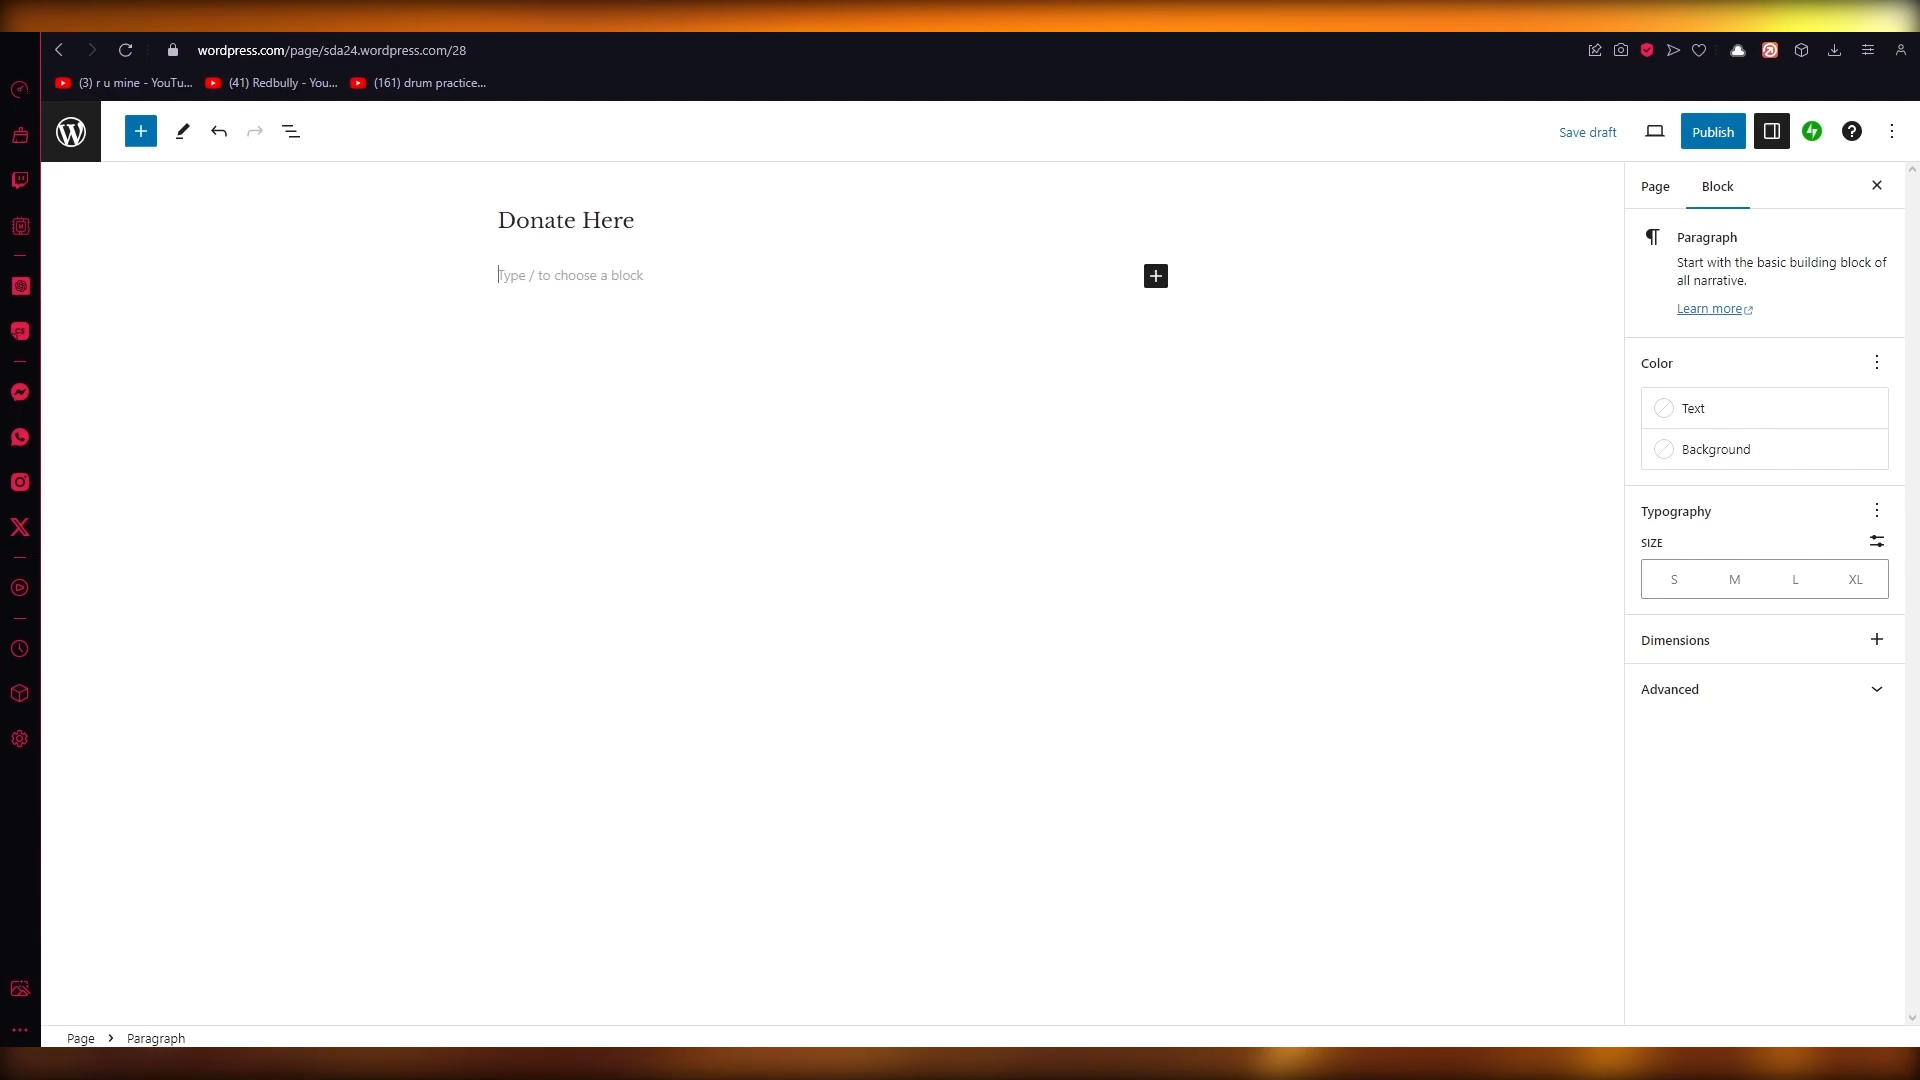 wordpress.com/page/sda24.wordpress.com/28
(3) r u mine - YouTu...
(41) Redbully - You...
(161) drum practice...
Save draft
Publish
Page
Block
Donate Here
Type / to choose a block
Paragraph
Start with the basic building block of
all narrative.
Learn more
Color
Text
Background
Typography
SIZE
S M L XL
Dimensions
Advanced
Page
Paragraph